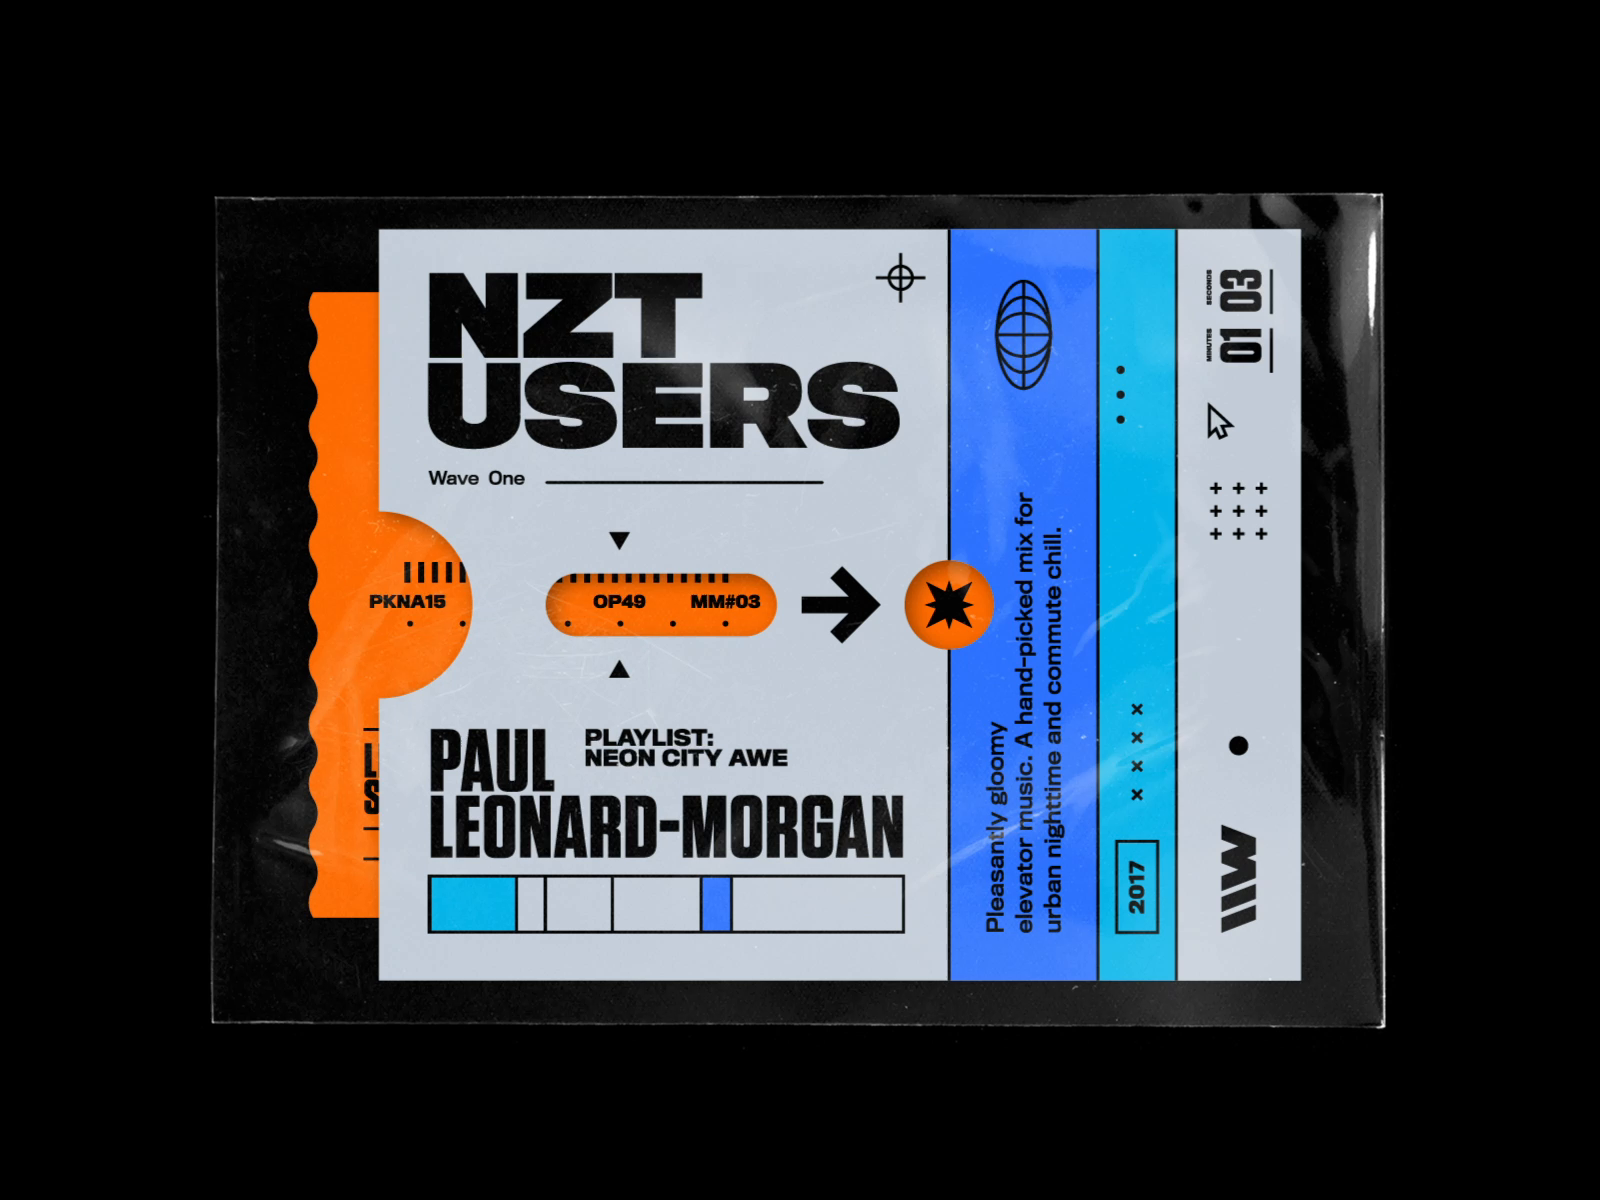 NZT
USERS
Wave One
PKNA15
OP49
MM#03
PAUL
LEONARD-MORGAN
PLAYLIST:
NEON CITY AWE
Pleasantly gloomy
elevator music. A hand-picked mix for
urban nighttime and commute chill.
2017
MINUTES
01
SECONDS
03